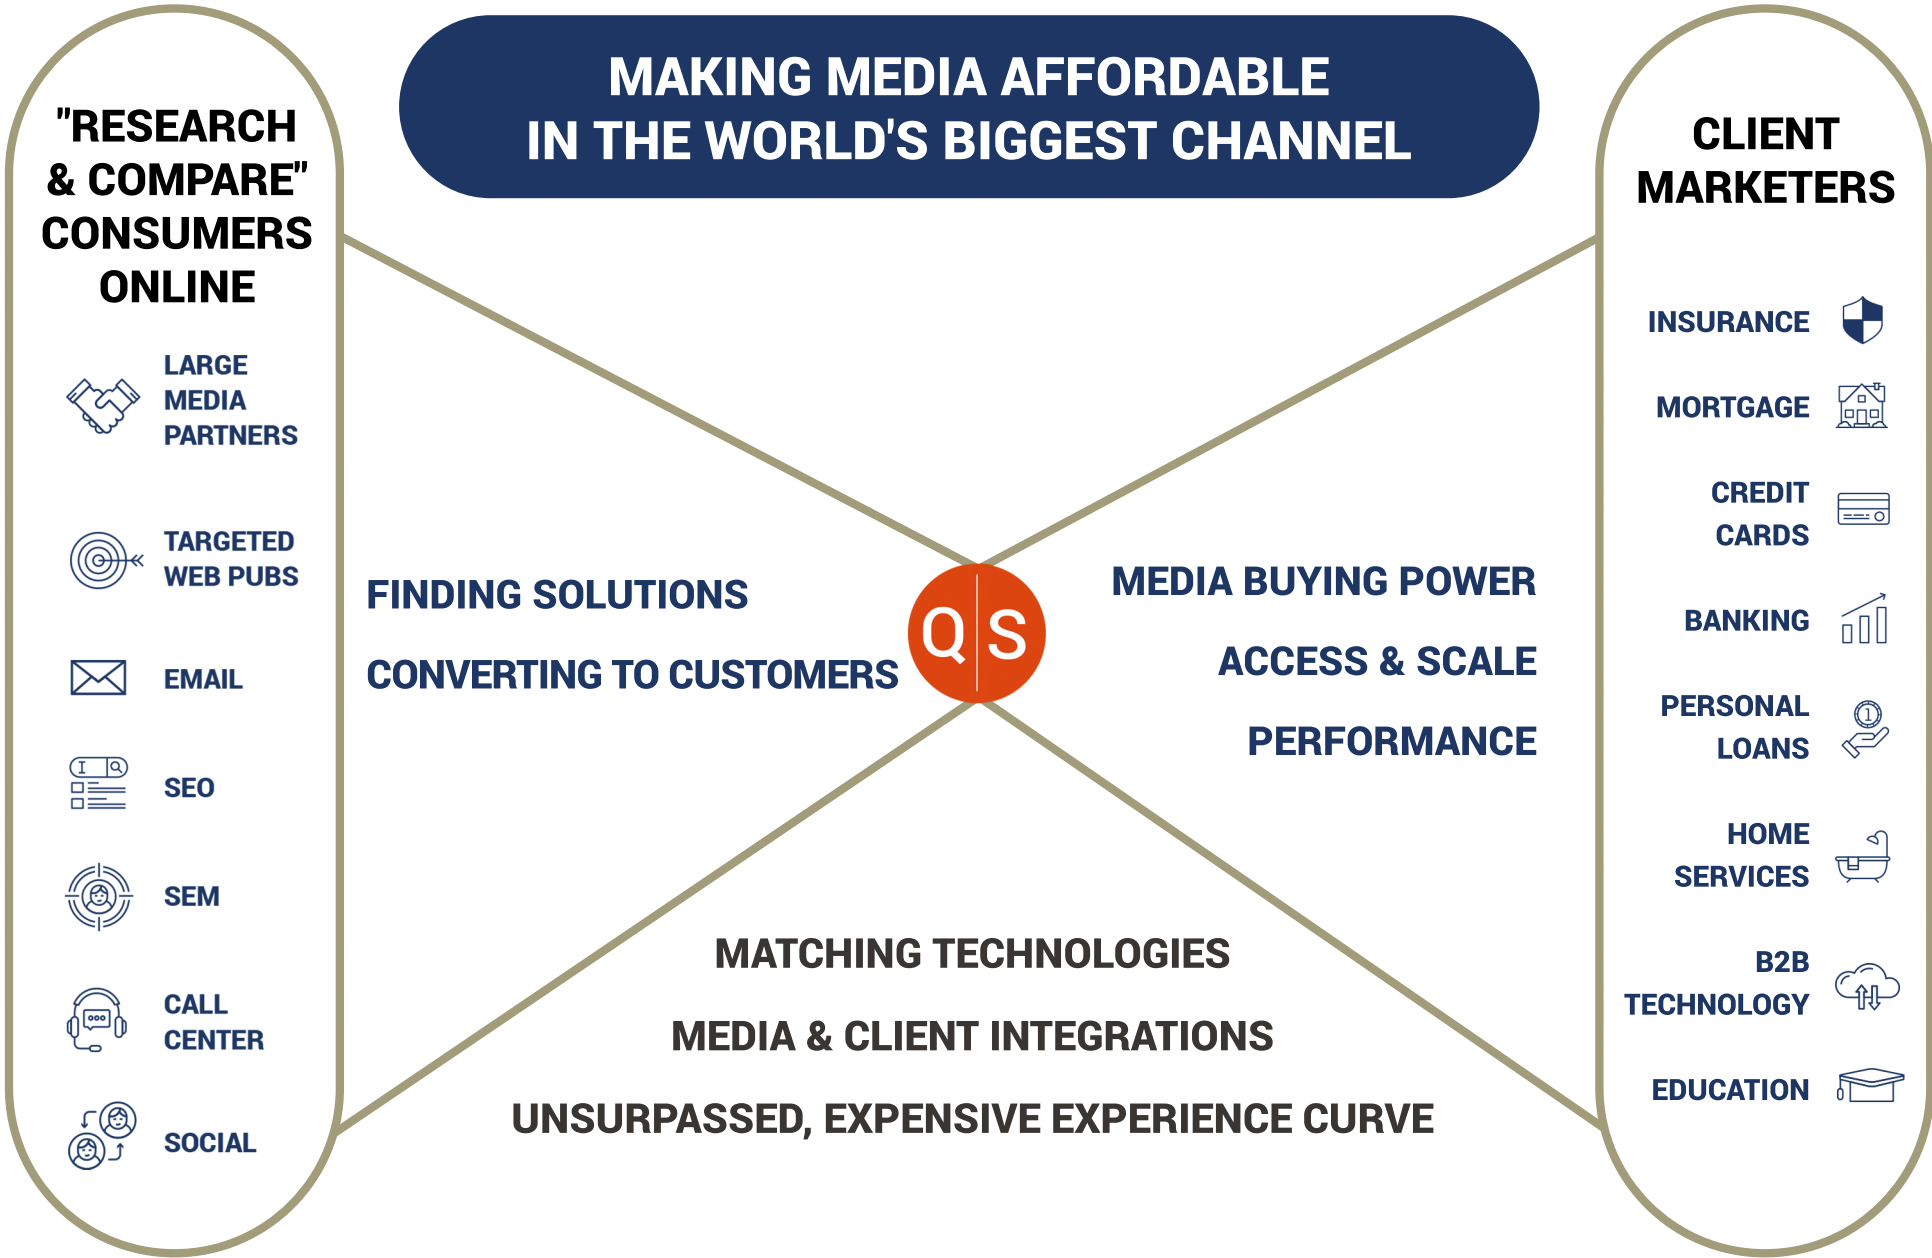 MAKING MEDIA AFFORDABLE
IN THE WORLD'S BIGGEST CHANNEL
"RESEARCH
& COMPARE"
CONSUMERS
ONLINE
LARGE
MEDIA
PARTNERS
TARGETED
WEB PUBS
EMAIL
SEO
SEM
CALL
CENTER
SOCIAL
FINDING SOLUTIONS
CONVERTING TO CUSTOMERS
Q S
MEDIA BUYING POWER
ACCESS & SCALE
PERFORMANCE
MATCHING TECHNOLOGIES
MEDIA & CLIENT INTEGRATIONS
UNSURPASSED, EXPENSIVE EXPERIENCE CURVE
CLIENT
MARKETERS
INSURANCE
MORTGAGE
CREDIT
CARDS
BANKING
PERSONAL
LOANS
1
HOME
SERVICES
B2B
TECHNOLOGY
EDUCATION